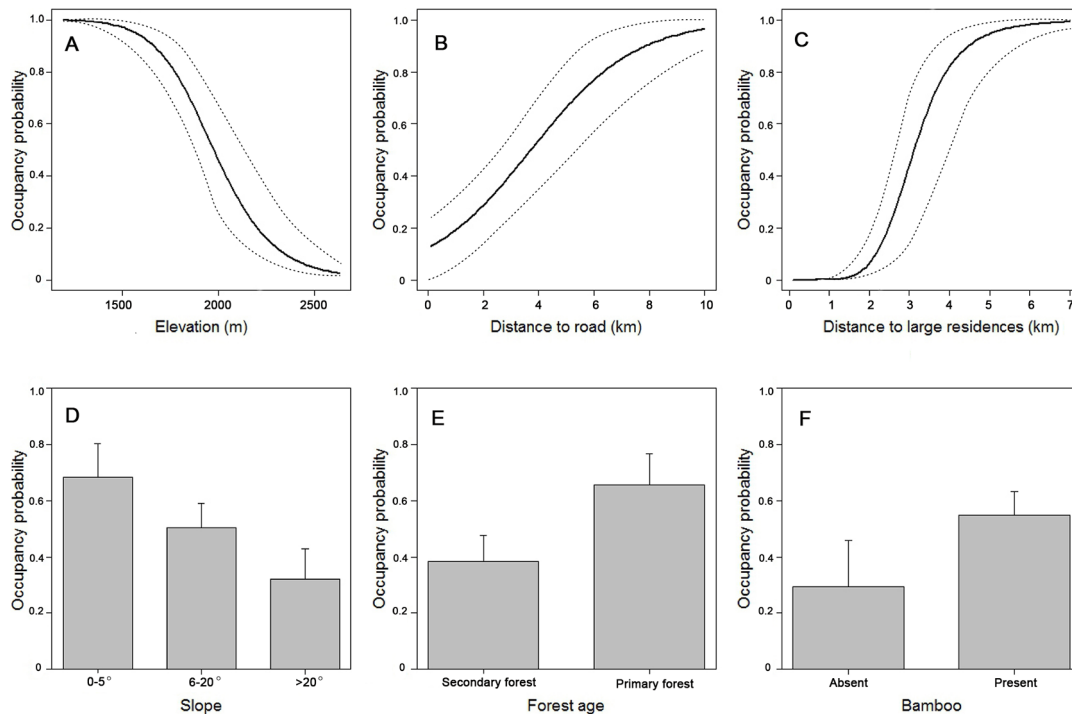 A
Occupancy probability
1.0
0.8
0.6
0.4
0.2
0
1500 2000 2500
Elevation (m)
B
Occupancy probability
1.0
0.8
0.6
0.4
0.2
0
0 2 4 6 8 10
Distance to road (km)
C
Occupancy probability
1.0
0.8
0.6
0.4
0.2
0
0 1 2 3 4 5 6 7
Distance to large residences (km)
D
Occupancy probability
1.0
0.8
0.6
0.4
0.2
0
0-5° 6-20° >20°
Slope
E
Occupancy probability
1.0
0.8
0.6
0.4
0.2
0
Secondary forest Primary forest
Forest age
F
Occupancy probability
1.0
0.8
0.6
0.4
0.2
0
Absent Present
Bamboo